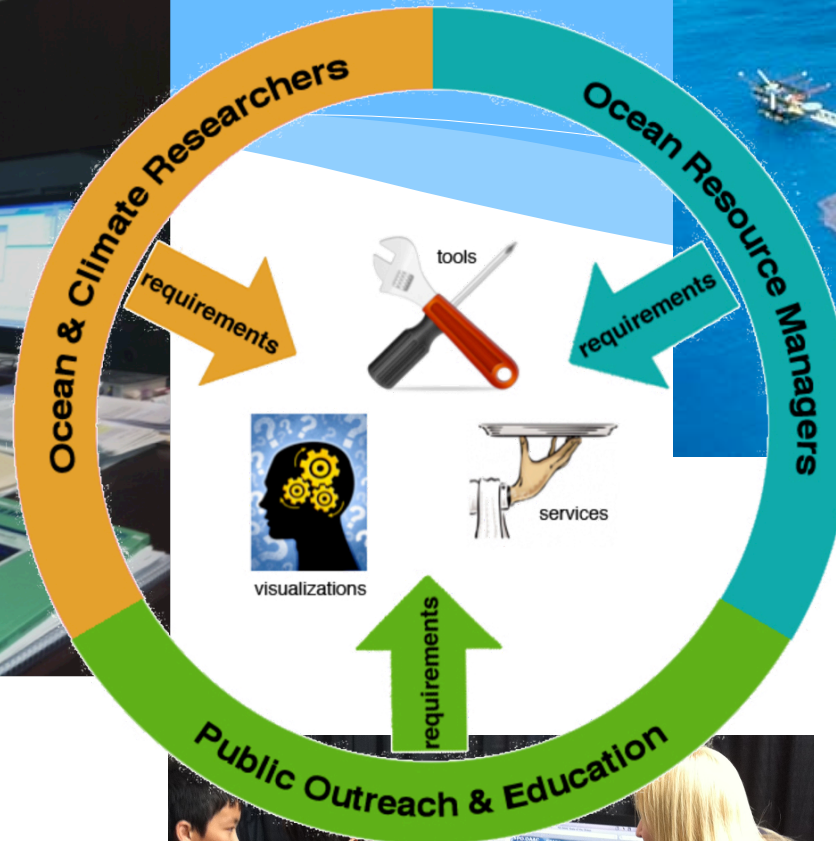 Ocean & Climate Researchers
Ocean Resource Managers
requirements
tools
requirements
visualizations
services
requirements
Public Outreach & Education